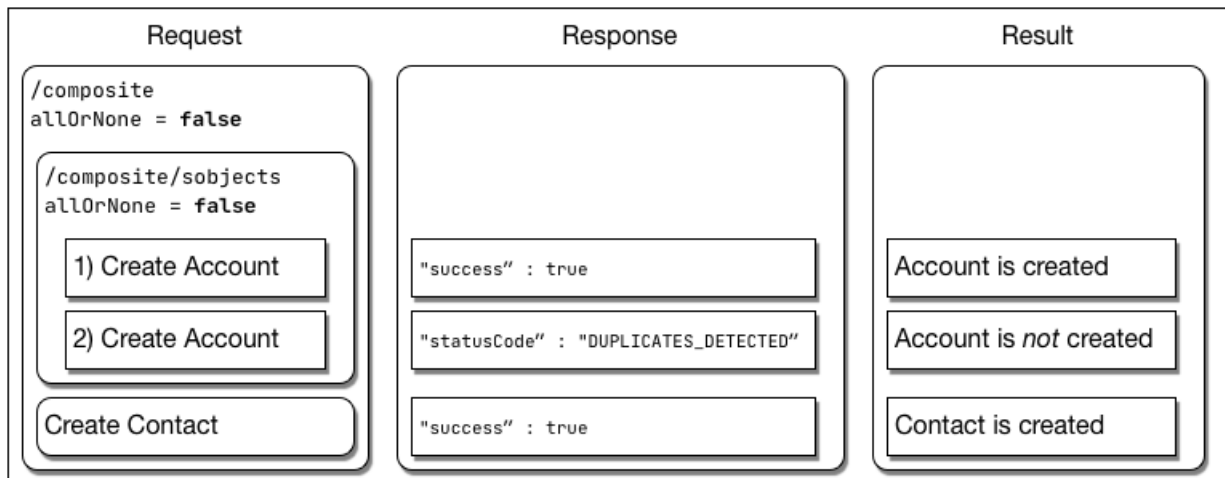 Request
/composite
allOrNone = false
/composite/sobjects
allOrNone = false
1) Create Account
2) Create Account
Create Contact
Response
"success” : true
"statusCode” : "DUPLICATES_DETECTED”
"success” : true
Result
Account is created
Account is not created
Contact is created